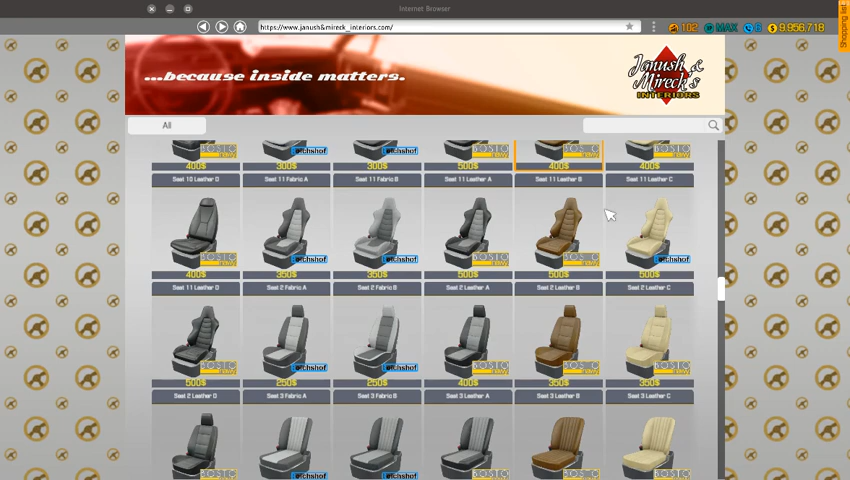 Internet Browser
https://www.janush&mireck_interiors.com/
102 MAX 6 9.956.718
Shopping list
...because inside matters.
Janush &
Mireck's
INTERIORS
All
400$ 300$ 300$ 500$ 400$ 400$
Seat 10 Leather D Seat 11 Fabric A Seat 11 Fabric B Seat 11 Leather A Seat 11 Leather B Seat 11 Leather C
400$ 350$ 350$ 500$ 500$ 500$
Seat 11 Leather D Seat 2 Fabric A Seat 2 Fabric B Seat 2 Leather A Seat 2 Leather B Seat 2 Leather C
500$ 250$ 250$ 400$ 350$ 350$
Seat 2 Leather D Seat 3 Fabric A Seat 3 Fabric B Seat 3 Leather A Seat 3 Leather B Seat 3 Leather C